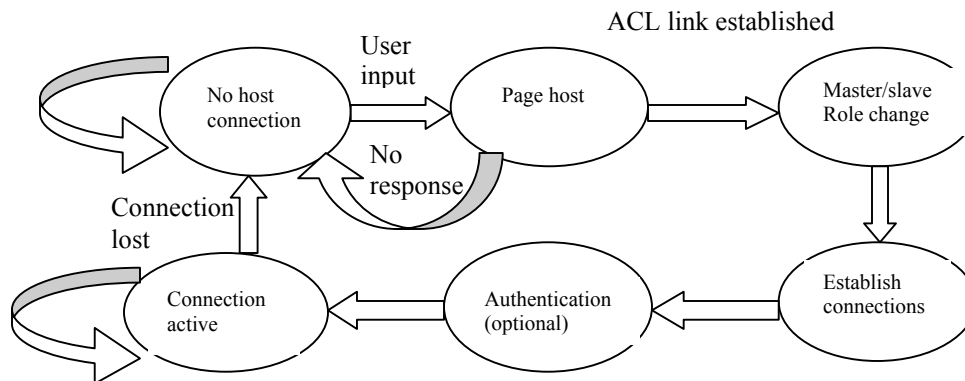 ACL link established
User
input
No host
connection
Page host
Master/slave
Role change
No
response
Connection
lost
Connection
active
Authentication
(optional)
Establish
connections